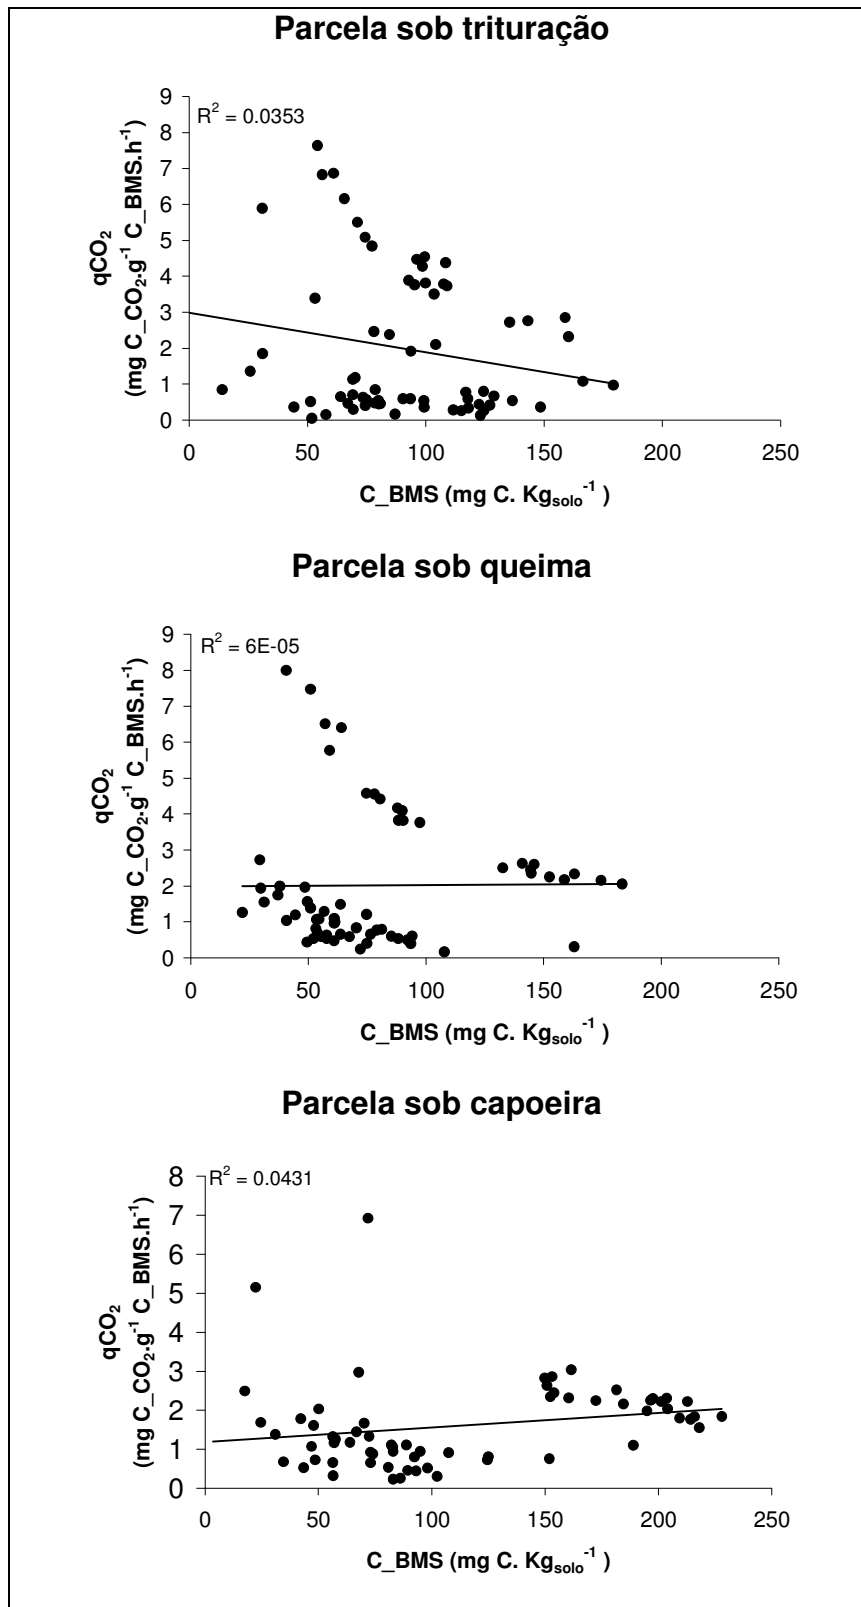 Parcela sob trituração
R² = 0.0353
9
8
7
6
5
4
3
2
1
0
qCO₂
(mg C_CO₂.g⁻¹ C_BMS.h⁻¹)
0 50 100 150 200 250
C_BMS (mg C. Kgsolo⁻¹ )
Parcela sob queima
R² = 6E-05
9
8
7
6
5
4
3
2
1
0
qCO₂
(mg C_CO₂.g⁻¹ C_BMS.h⁻¹)
0 50 100 150 200 250
C_BMS (mg C. Kgsolo⁻¹ )
Parcela sob capoeira
R² = 0.0431
8
7
6
5
4
3
2
1
0
qCO₂
(mg C_CO₂.g⁻¹ C_BMS.h⁻¹)
0 50 100 150 200 250
C_BMS (mg C. Kgsolo⁻¹ )